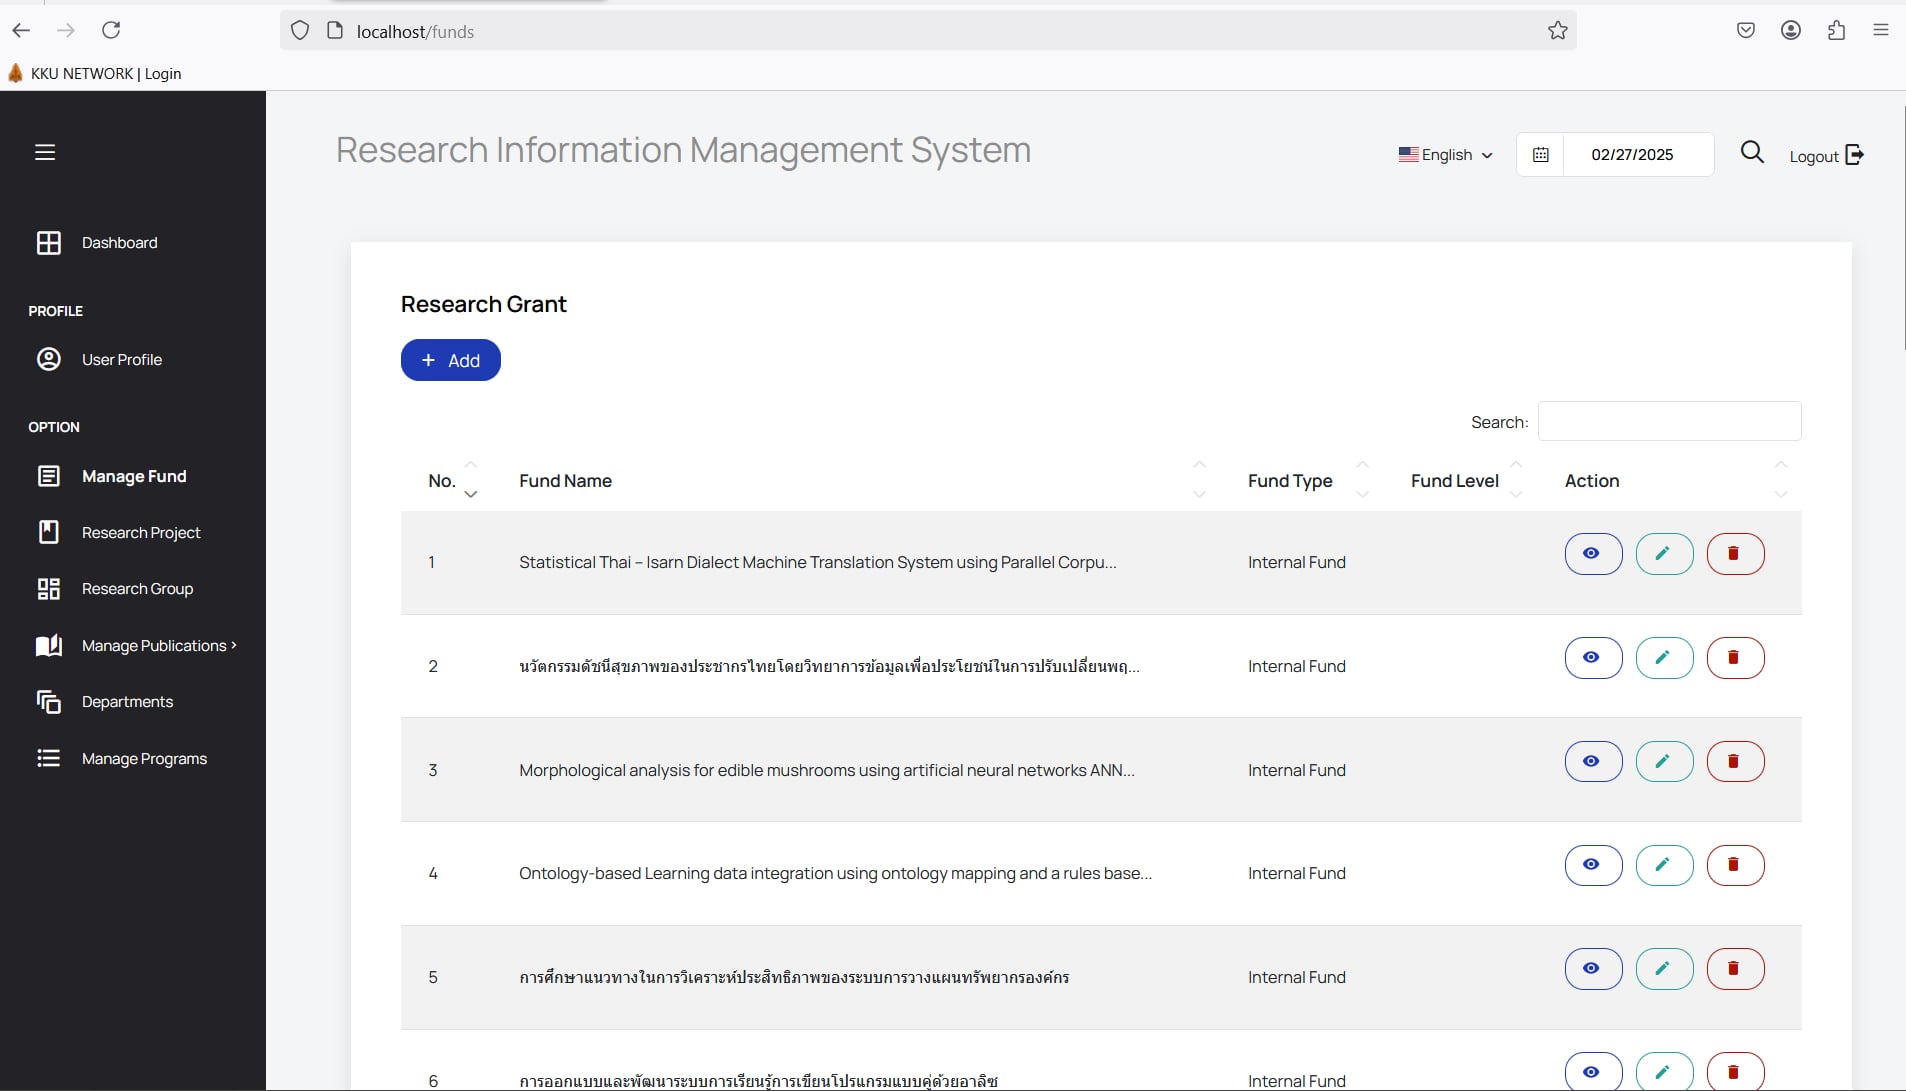 localhost/funds
KKU NETWORK | Login
Research Information Management System
English
02/27/2025
Logout
Dashboard
PROFILE
User Profile
OPTION
Manage Fund
Research Project
Research Group
Manage Publications
Departments
Manage Programs
Research Grant
+ Add
Search:
No. Fund Name Fund Type Fund Level Action
1 Statistical Thai – Isarn Dialect Machine Translation System using Parallel Corpu... Internal Fund
2 นวัตกรรมดัชนีสุขภาพของประชากรไทยโดยวิทยาการข้อมูลเพื่อประโยชน์ในการปรับเปลี่ยนพฤ... Internal Fund
3 Morphological analysis for edible mushrooms using artificial neural networks ANN... Internal Fund
4 Ontology-based Learning data integration using ontology mapping and a rules base... Internal Fund
5 การศึกษาแนวทางในการวิเคราะห์ประสิทธิภาพของระบบการวางแผนทรัพยากรองค์กร Internal Fund
6 การออกแบบและพัฒนาระบบการเรียนรู้การเขียนโปรแกรมแบบคู่ด้วยอาลิซ Internal Fund